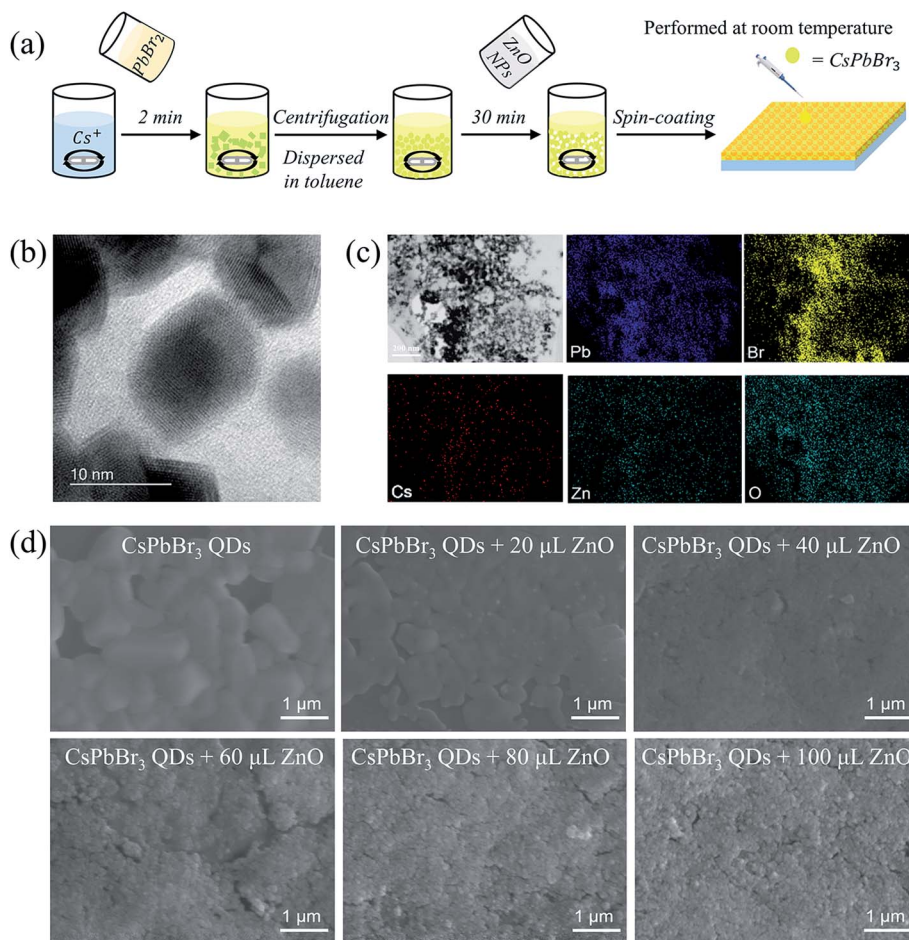 (a)
PbBr₂
ZnO
NPs
Performed at room temperature
= CsPbBr₃
Cs⁺
2 min
Centrifugation
Dispersed
in toluene
30 min
Spin-coating
(b)
10 nm
(c)
200 nm
Pb
Br
Cs
Zn
O
(d)
CsPbBr₃ QDs
1 μm
CsPbBr₃ QDs + 20 μL ZnO
1 μm
CsPbBr₃ QDs + 40 μL ZnO
1 μm
CsPbBr₃ QDs + 60 μL ZnO
1 μm
CsPbBr₃ QDs + 80 μL ZnO
1 μm
CsPbBr₃ QDs + 100 μL ZnO
1 μm